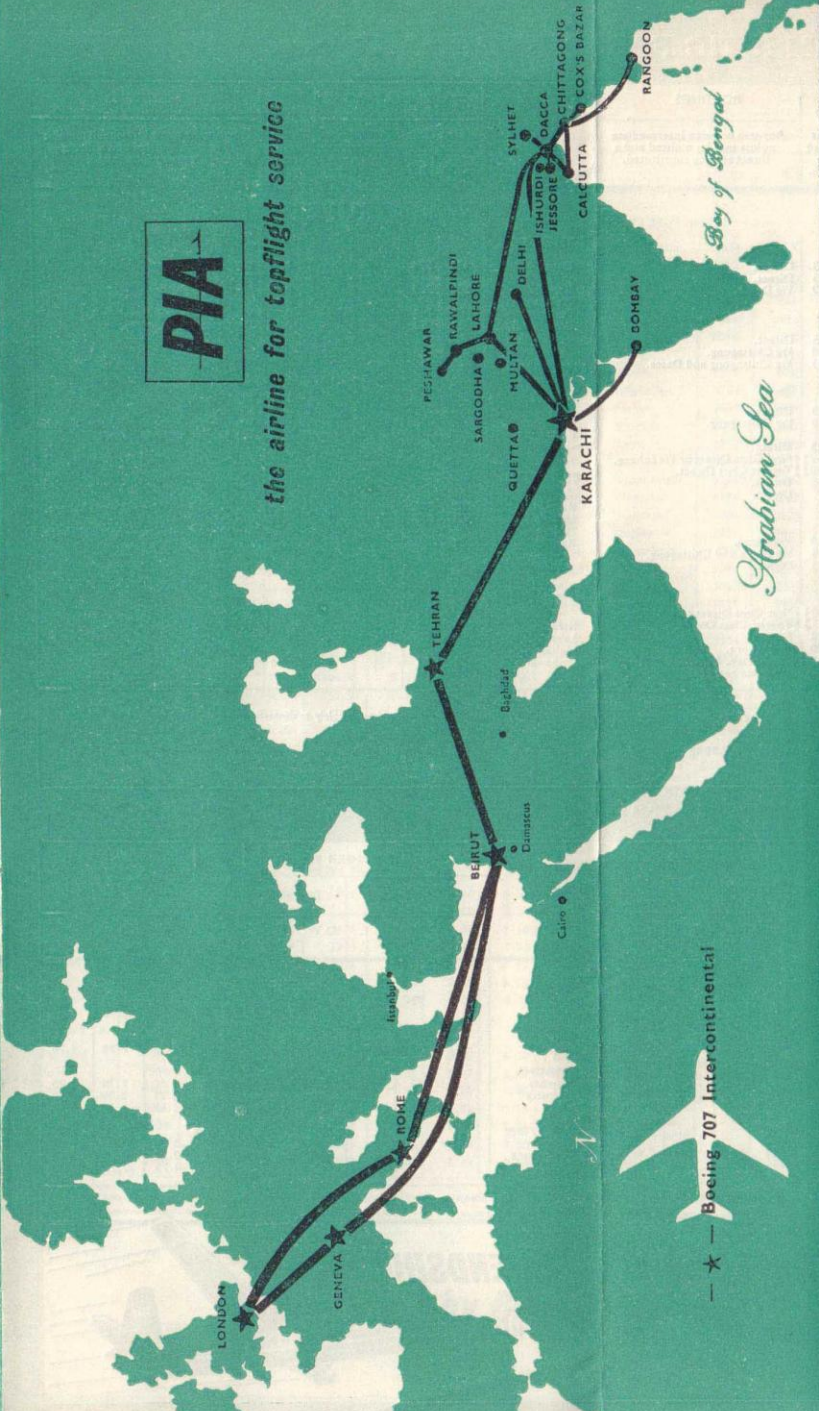 PIA
the airline for topflight service
LONDON
GENEVA
ROME
Istanbul
BEIRUT
Damascus
Cairo
Baghdad
TEHRAN
KARACHI
QUETTA
PESHAWAR
RAWALPINDI
SARGODHA
LAHORE
MULTAN
DELHI
BOMBAY
SYLHET
ISHURDI
DACCA
JESSORE
CHITTAGONG
COX'S BAZAR
CALCUTTA
RANGOON
Arabian Sea
Bay of Bengal
Boeing 707 Intercontinental